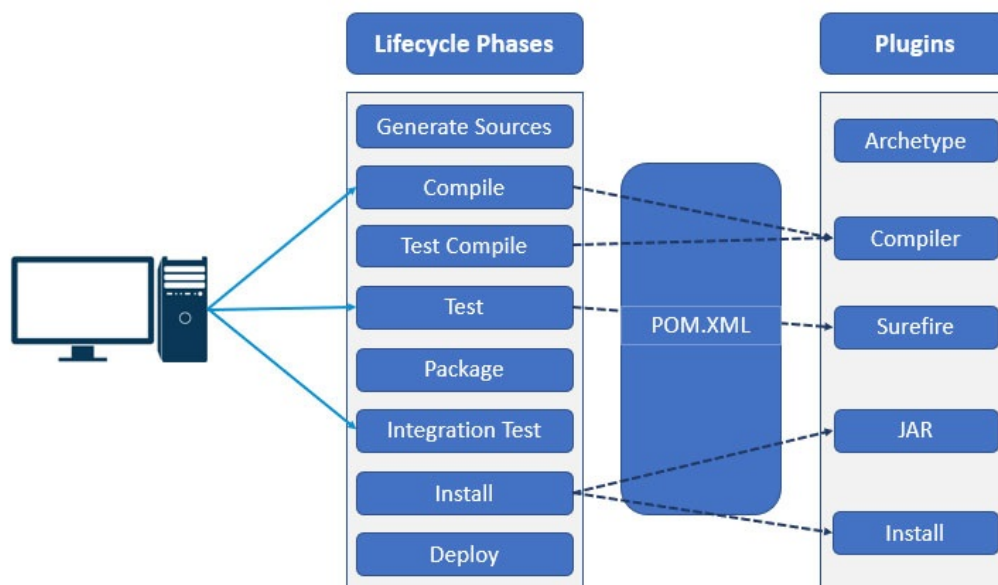 Lifecycle Phases
Plugins
Generate Sources
Compile
Test Compile
Test
Package
Integration Test
Install
Deploy
POM.XML
Archetype
Compiler
Surefire
JAR
Install